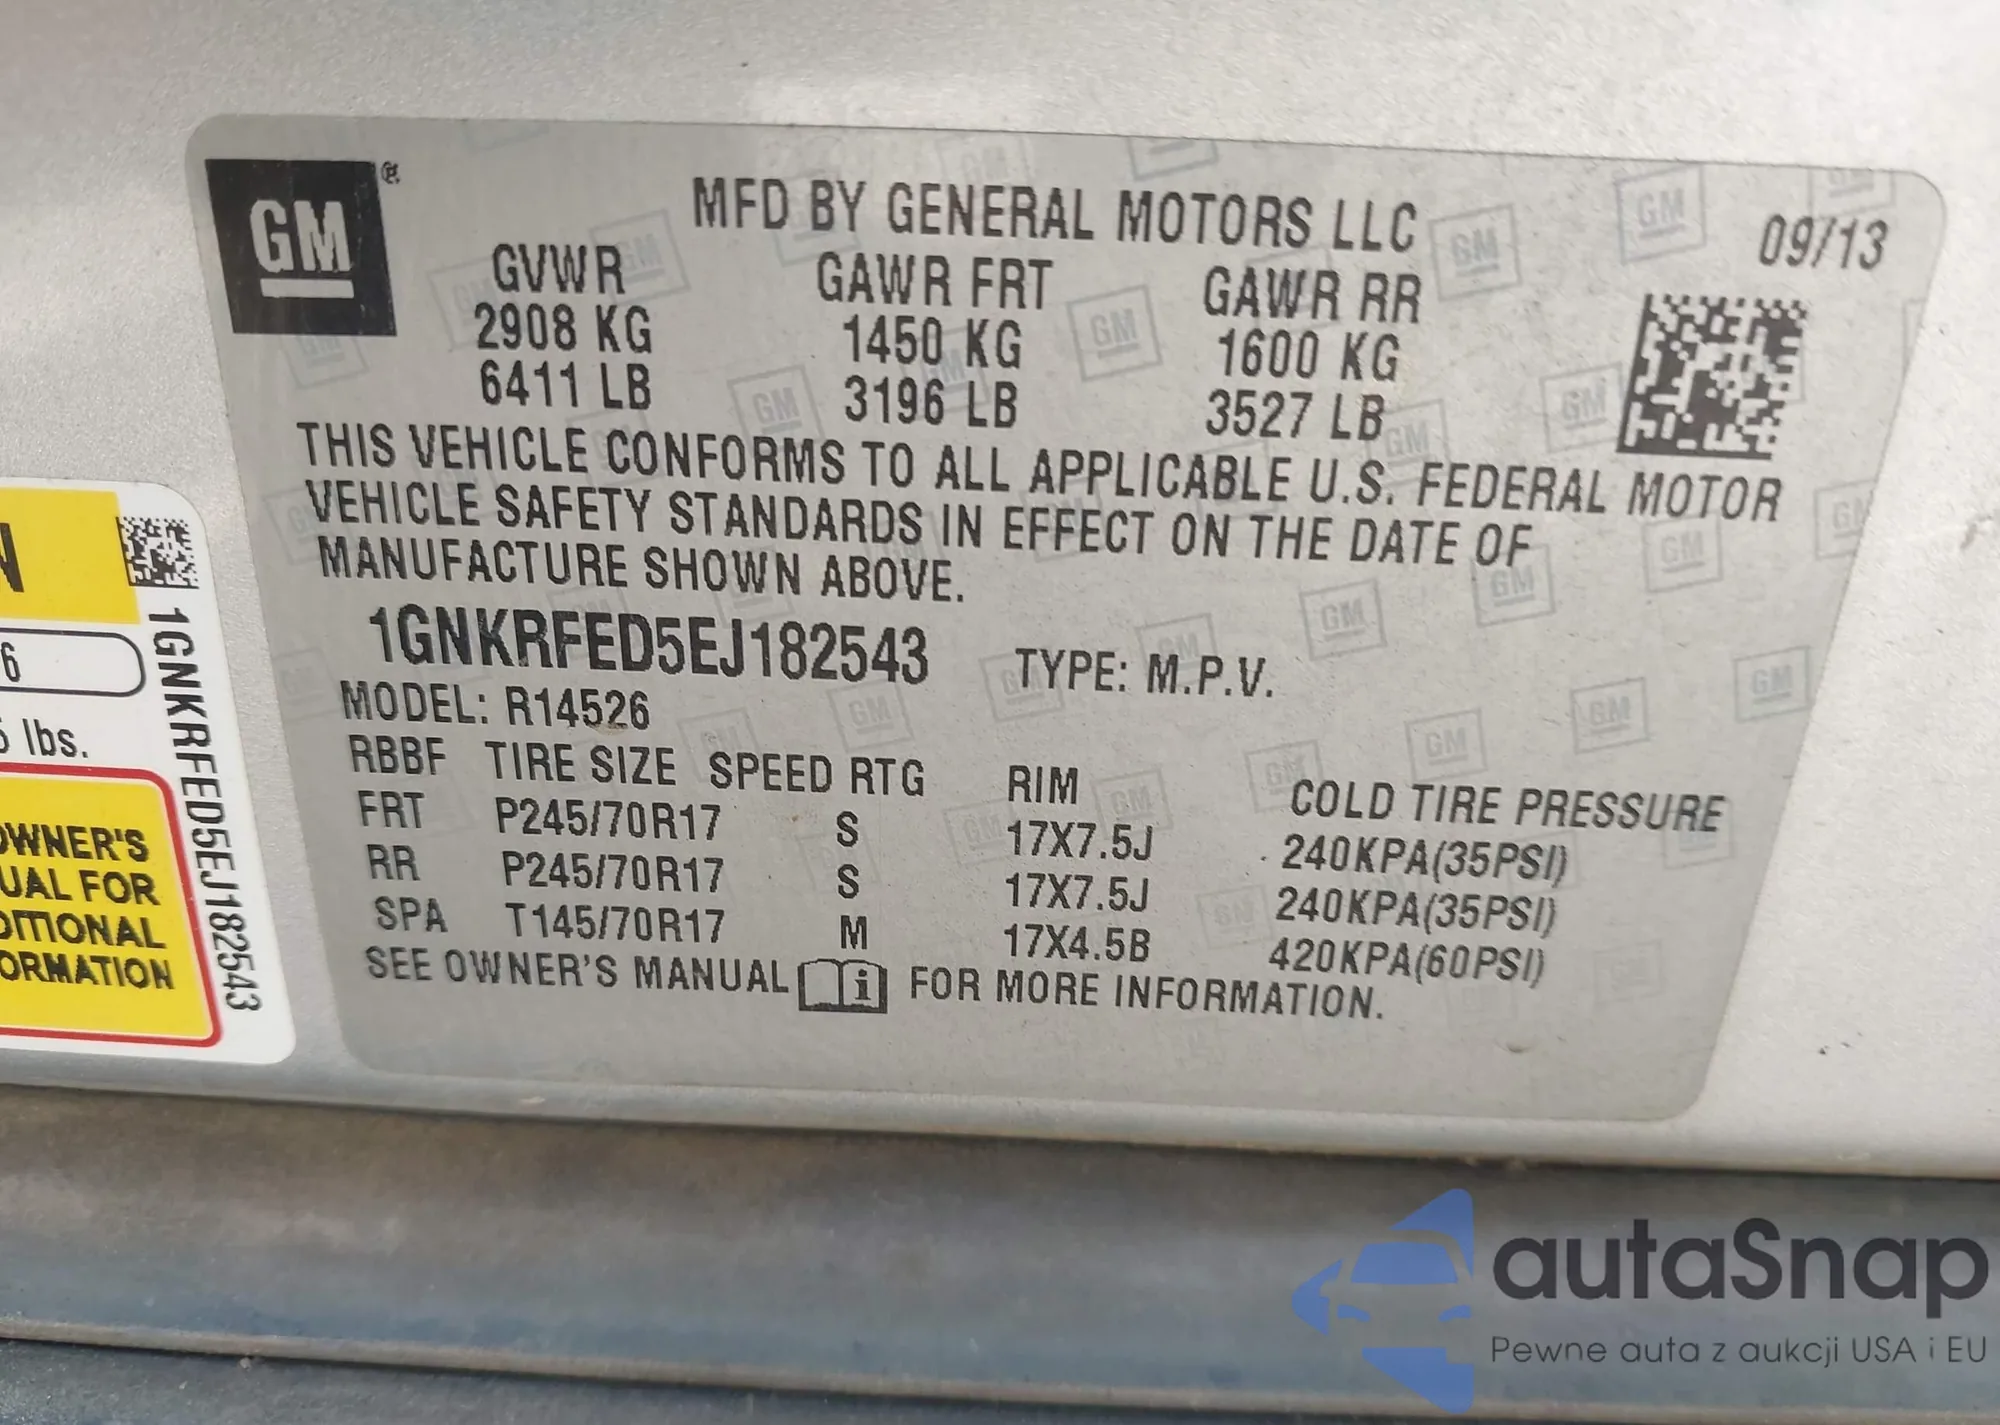 GM
MFD BY GENERAL MOTORS LLC
09/13
GVWR GAWR FRT GAWR RR
2908 KG 1450 KG 1600 KG
6411 LB 3196 LB 3527 LB
THIS VEHICLE CONFORMS TO ALL APPLICABLE U.S. FEDERAL MOTOR
VEHICLE SAFETY STANDARDS IN EFFECT ON THE DATE OF
MANUFACTURE SHOWN ABOVE.
1GNKRFED5EJ182543 TYPE: M.P.V.
MODEL: R14526
RBBF TIRE SIZE SPEED RTG RIM COLD TIRE PRESSURE
FRT P245/70R17 S 17X7.5J 240KPA(35PSI)
RR P245/70R17 S 17X7.5J 240KPA(35PSI)
SPA T145/70R17 M 17X4.5B 420KPA(60PSI)
SEE OWNER'S MANUAL i FOR MORE INFORMATION.
N
6
lbs.
OWNER'S
UAL FOR
DITIONAL
ORMATION
1GNKRFED5EJ182543
autaSnap
Pewne auta z aukcji USA i EU